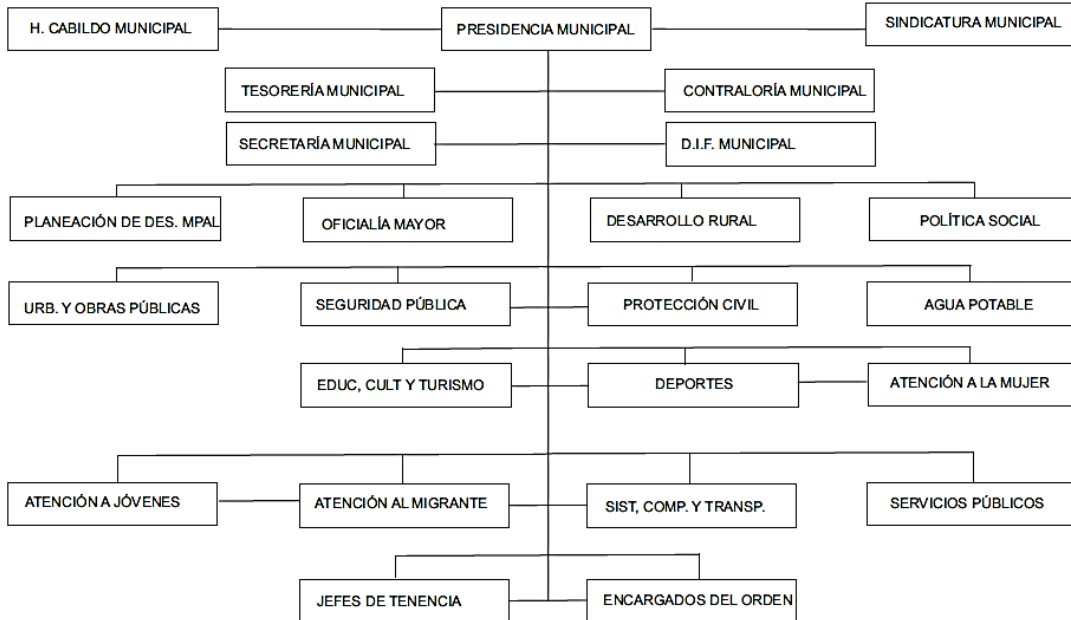 H. CABILDO MUNICIPAL
PRESIDENCIA MUNICIPAL
SINDICATURA MUNICIPAL
TESORERÍA MUNICIPAL
CONTRALORÍA MUNICIPAL
SECRETARÍA MUNICIPAL
D.I.F. MUNICIPAL
PLANEACIÓN DE DES. MPAL
OFICIALÍA MAYOR
DESARROLLO RURAL
POLÍTICA SOCIAL
URB. Y OBRAS PÚBLICAS
SEGURIDAD PÚBLICA
PROTECCIÓN CIVIL
AGUA POTABLE
EDUC, CULT Y TURISMO
DEPORTES
ATENCIÓN A LA MUJER
ATENCIÓN A JÓVENES
ATENCIÓN AL MIGRANTE
SIST, COMP. Y TRANSP.
SERVICIOS PÚBLICOS
JEFES DE TENENCIA
ENCARGADOS DEL ORDEN